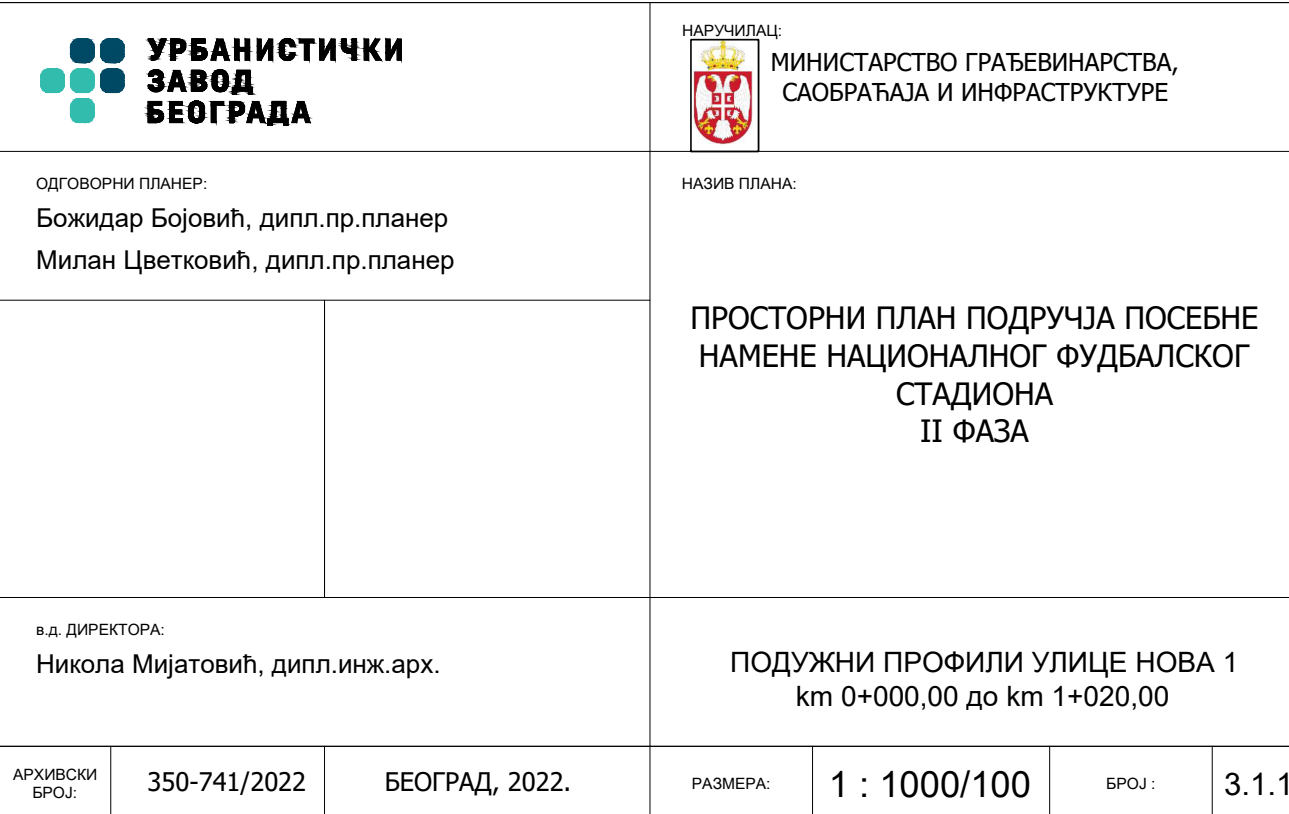 УРБАНИСТИЧКИ
ЗАВОД
БЕОГРАДА
НАРУЧИЛАЦ:
МИНИСТАРСТВО ГРАЂЕВИНАРСТВА,
САОБРАЋАЈА И ИНФРАСТРУКТУРЕ
ОДГОВОРНИ ПЛАНЕР:
Божидар Бојовић, дипл.пр.планер
Милан Цветковић, дипл.пр.планер
НАЗИВ ПЛАНА:
ПРОСТОРНИ ПЛАН ПОДРУЧЈА ПОСЕБНЕ
НАМЕНЕ НАЦИОНАЛНОГ ФУДБАЛСКОГ
СТАДИОНА
II ФАЗА
в.д. ДИРЕКТОРА:
Никола Мијатовић, дипл.инж.арх.
ПОДУЖНИ ПРОФИЛИ УЛИЦЕ НОВА 1
km 0+000,00 до km 1+020,00
АРХИВСКИ
БРОЈ:
350-741/2022
БЕОГРАД, 2022.
РАЗМЕРА:
1 : 1000/100
БРОЈ :
3.1.1